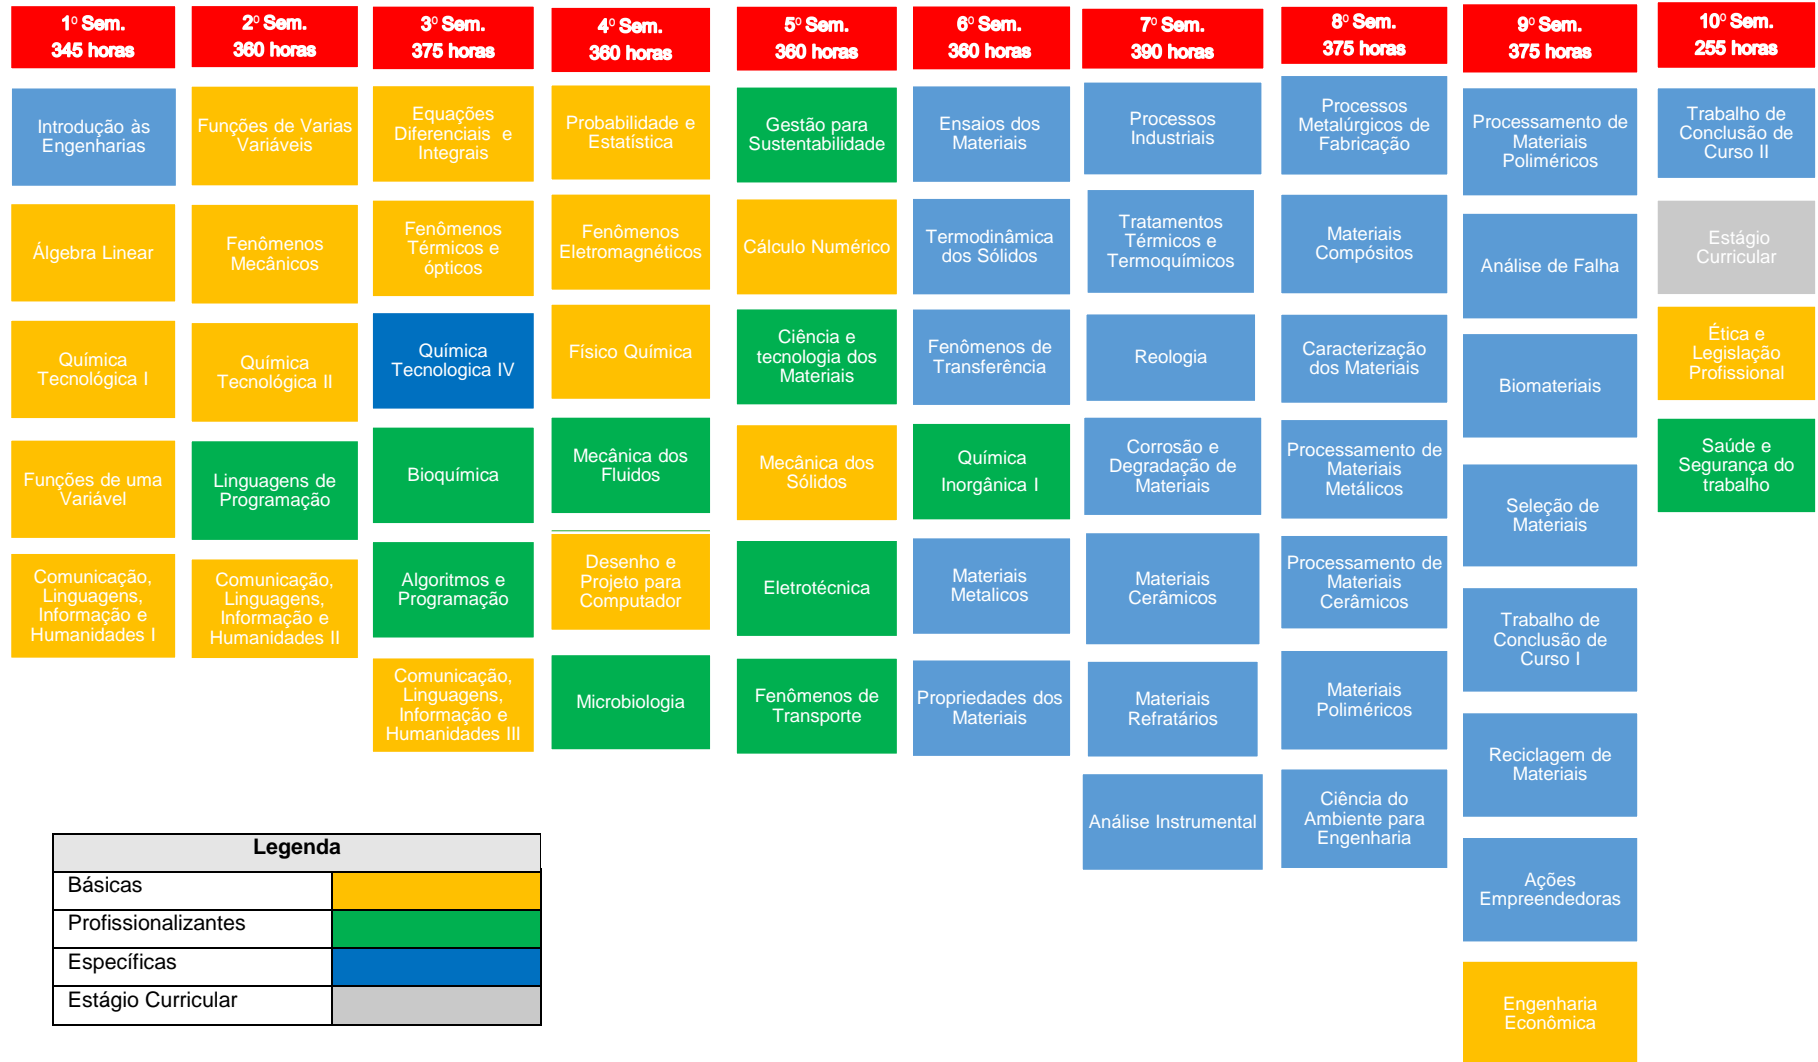 1º Sem.
345 horas
2º Sem.
360 horas
3º Sem.
375 horas
4º Sem.
360 horas
5º Sem.
360 horas
6º Sem.
360 horas
7º Sem.
390 horas
8º Sem.
375 horas
9º Sem.
375 horas
10º Sem.
255 horas
Introdução às
Engenharias
Álgebra Linear
Química
Tecnológica I
Funções de uma
Variável
Comunicação,
Linguagens,
Informação e
Humanidades I
Funções de Varias
Variáveis
Fenômenos
Mecânicos
Química
Tecnológica II
Linguagens de
Programação
Comunicação,
Linguagens,
Informação e
Humanidades II
Equações
Diferenciais e
Integrais
Fenômenos
Térmicos e
ópticos
Química
Tecnologica IV
Bioquímica
Algoritmos e
Programação
Comunicação,
Linguagens,
Informação e
Humanidades III
Probabilidade e
Estatística
Fenômenos
Eletromagnéticos
Físico Química
Mecânica dos
Fluidos
Desenho e
Projeto para
Computador
Microbiologia
Gestão para
Sustentabilidade
Cálculo Numérico
Ciência e
tecnologia dos
Materiais
Mecânica dos
Sólidos
Eletrotécnica
Fenômenos de
Transporte
Ensaios dos
Materiais
Termodinâmica
dos Sólidos
Fenômenos de
Transferência
Química
Inorgânica I
Materiais
Metalicos
Propriedades dos
Materiais
Processos
Industriais
Tratamentos
Térmicos e
Termoquímicos
Reologia
Corrosão e
Degradação de
Materiais
Materiais
Cerâmicos
Materiais
Refratários
Análise Instrumental
Processos
Metalúrgicos de
Fabricação
Materiais
Compósitos
Caracterização
dos Materiais
Processamento de
Materiais
Metálicos
Processamento de
Materiais
Cerâmicos
Materiais
Poliméricos
Ciência do
Ambiente para
Engenharia
Processamento de
Materiais
Poliméricos
Análise de Falha
Biomateriais
Seleção de
Materiais
Trabalho de
Conclusão de
Curso I
Reciclagem de
Materiais
Ações
Empreendedoras
Engenharia
Econômica
Trabalho de
Conclusão de
Curso II
Estágio
Curricular
Ética e
Legislação
Profissional
Saúde e
Segurança do
trabalho
Legenda
Básicas
Profissionalizantes
Específicas
Estágio Curricular